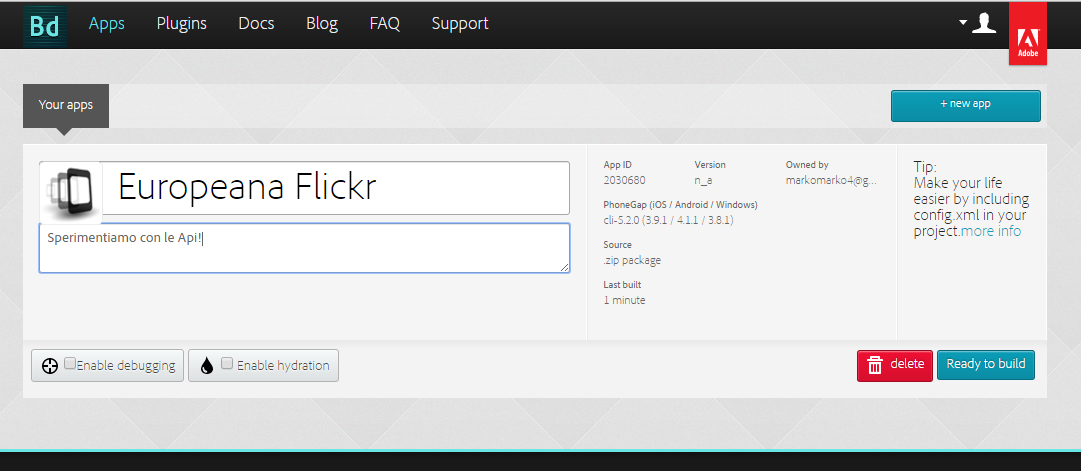 Bd Apps Plugins Docs Blog FAQ Support
Adobe
Your apps
+ new app
Europeana Flickr
Sperimentiamo con le Api!
App ID Version Owned by
2030680 n_a markomarko4@g...
PhoneGap (iOS / Android / Windows)
cli-5.2.0 (3.9.1 / 4.1.1 / 3.8.1)
Source
.zip package
Last built
1 minute
Tip:
Make your life
easier by including
config.xml in your
project.more info
Enable debugging Enable hydration delete Ready to build